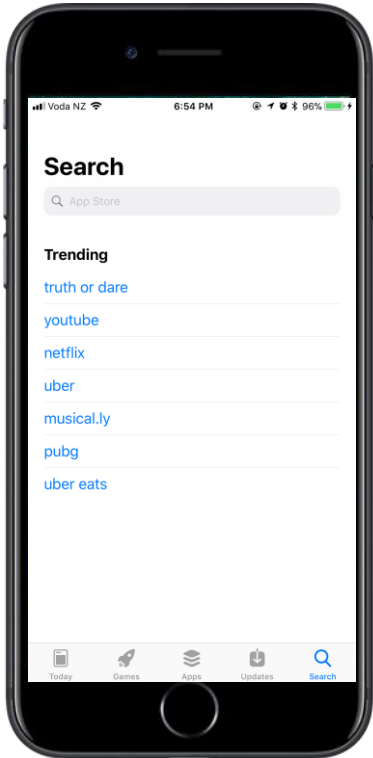 Voda NZ 6:54 PM 96%
Search
App Store
Trending
truth or dare
youtube
netflix
uber
musical.ly
pubg
uber eats
Today Games Apps Updates Search